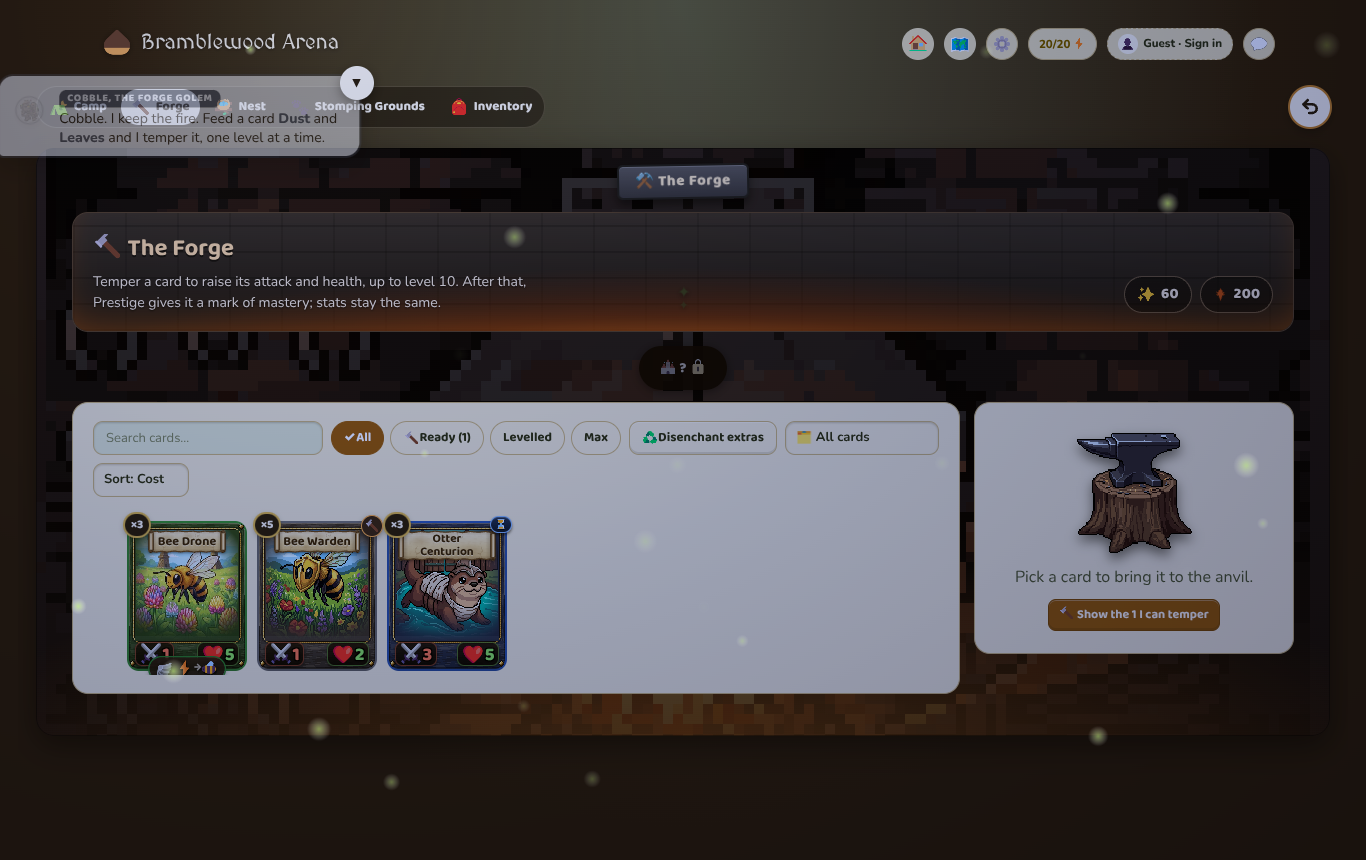 Bramblewood Arena
20/20
Guest · Sign in
▼
COBBLE, THE FORGE GOLEM
Cobble. I keep the fire. Feed a card Dust and
Leaves and I temper it, one level at a time.
Camp
Forge
Nest
Stomping Grounds
Inventory
The Forge
The Forge
Temper a card to raise its attack and health, up to level 10. After that,
Prestige gives it a mark of mastery; stats stay the same.
60
200
?
Search cards...
All
Ready (1)
Levelled
Max
Disenchant extras
All cards
Sort: Cost
×3
Bee Drone
1
5
×5
Bee Warden
1
2
×3
Otter
Centurion
3
5
Pick a card to bring it to the anvil.
Show the 1 I can temper